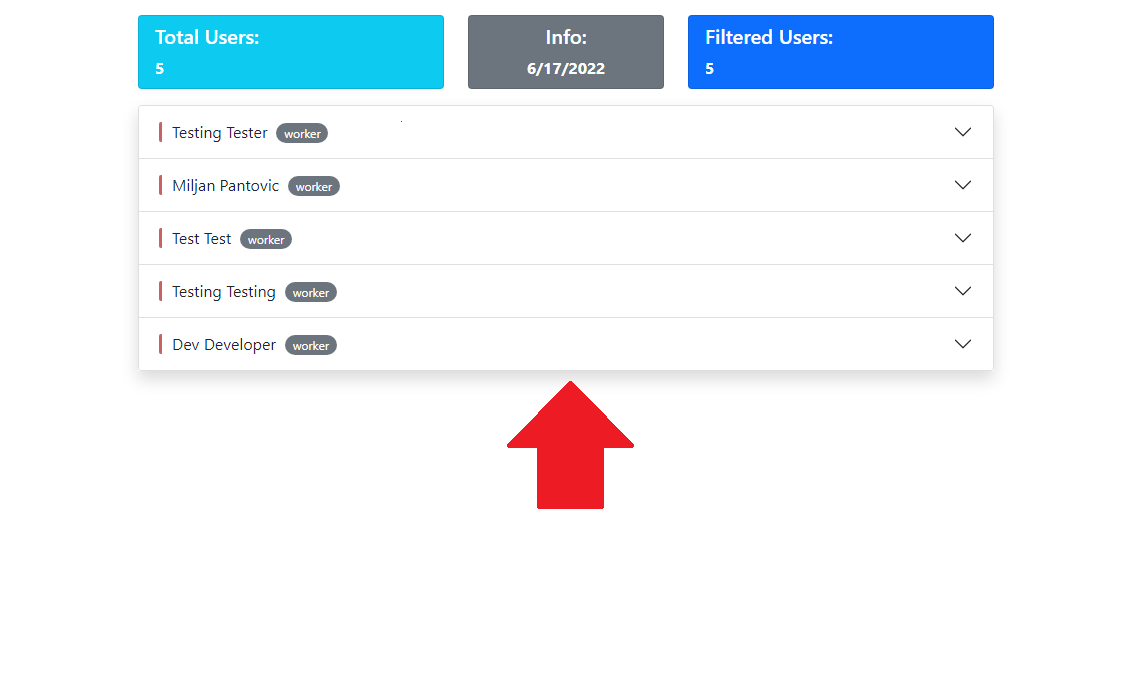 Total Users:
5
Info:
6/17/2022
Filtered Users:
5
Testing Tester worker
Miljan Pantovic worker
Test Test worker
Testing Testing worker
Dev Developer worker